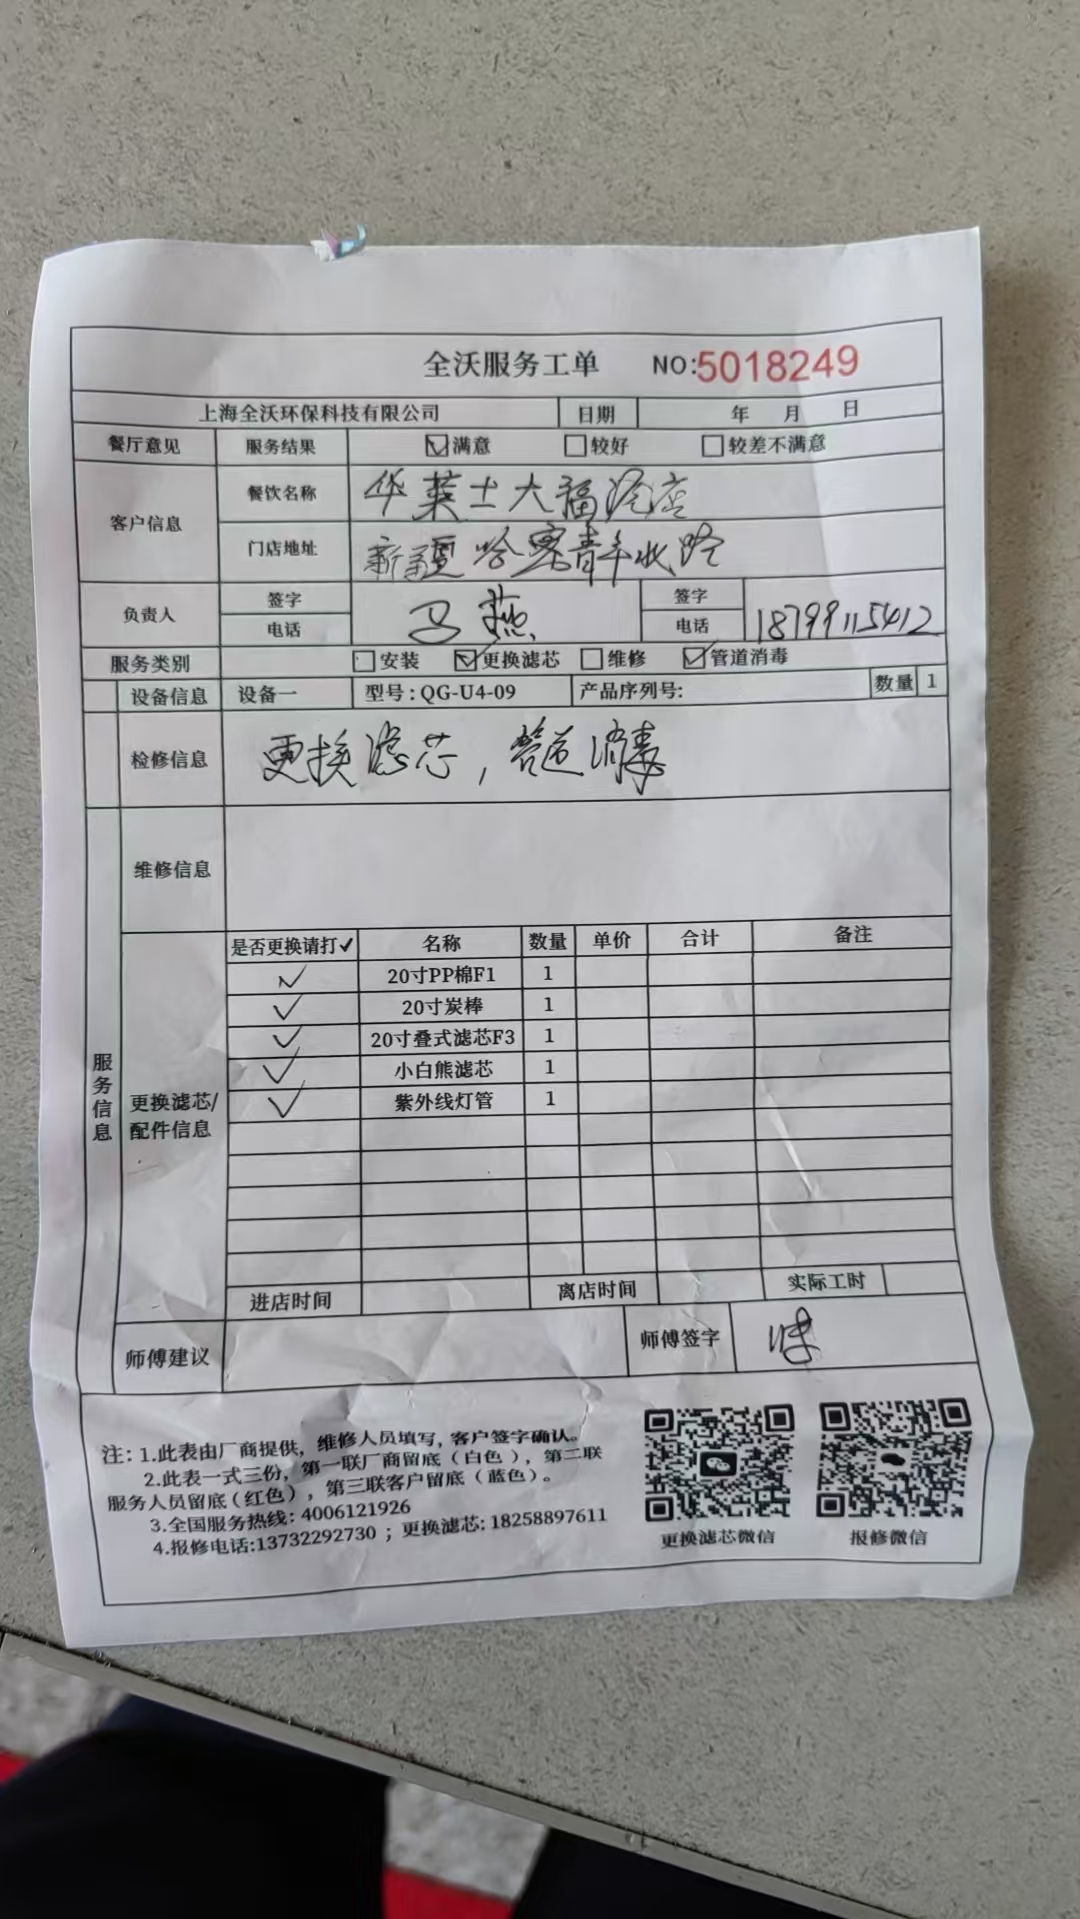 全沃服务工单 NO:5018249
上海全沃环保科技有限公司 日期 年 月 日
餐厅意见 服务结果 ☑满意 □较好 □较差不满意
客户信息 餐饮名称 华莱士大福源店
门店地址 新疆哈密青年北路
负责人 签字 马燕 签字
电话 电话 18799115412
服务类别 □安装 ☑更换滤芯 □维修 ☑管道消毒
设备信息 设备一 型号:QG-U4-09 产品序列号: 数量 1
检修信息 更换滤芯,管道消毒
维修信息
服务信息
更换滤芯/
配件信息
是否更换请打✓ 名称 数量 单价 合计 备注
✓ 20寸PP棉F1 1
✓ 20寸炭棒 1
✓ 20寸叠式滤芯F3 1
✓ 小白熊滤芯 1
✓ 紫外线灯管 1
进店时间 离店时间 实际工时
师傅建议 师傅签字
注: 1.此表由厂商提供,维修人员填写,客户签字确认。
2.此表一式三份,第一联厂商留底(白色),第二联
服务人员留底(红色),第三联客户留底(蓝色)。
3.全国服务热线: 4006121926
4.报修电话:13732292730 ; 更换滤芯: 18258897611
更换滤芯微信 报修微信